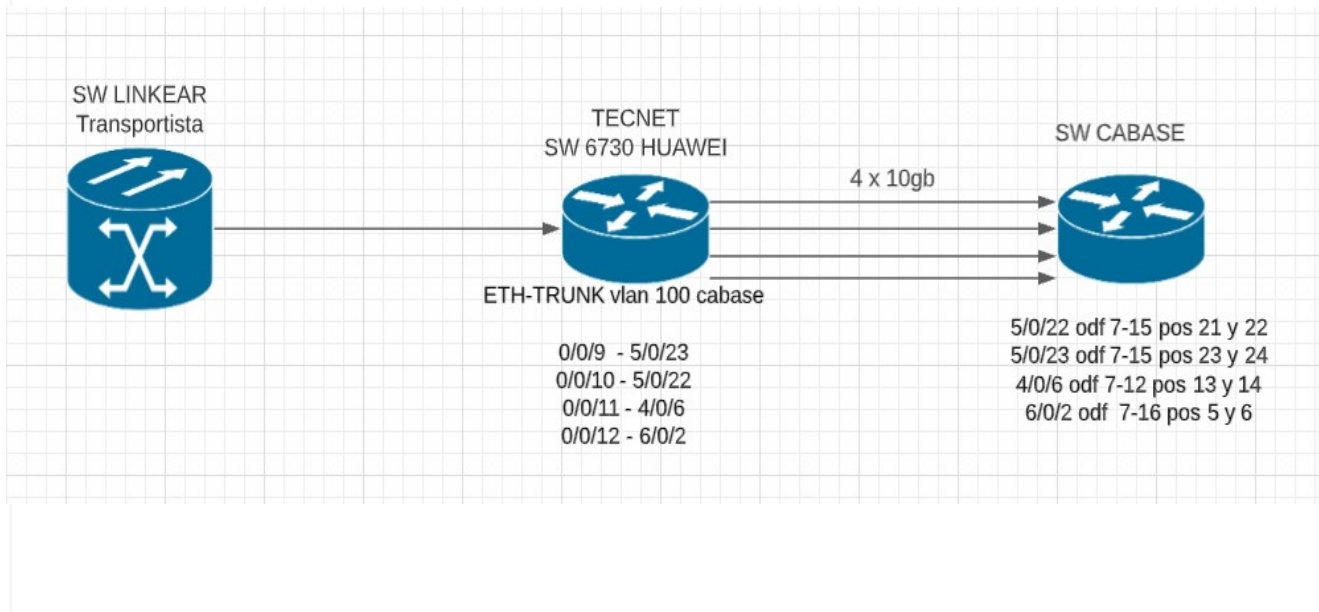 SW LINKEAR
Transportista
TECNET
SW 6730 HUAWEI
SW CABASE
4 x 10gb
ETH-TRUNK vlan 100 cabase
0/0/9 - 5/0/23
0/0/10 - 5/0/22
0/0/11 - 4/0/6
0/0/12 - 6/0/2
5/0/22 odf 7-15 pos 21 y 22
5/0/23 odf 7-15 pos 23 y 24
4/0/6 odf 7-12 pos 13 y 14
6/0/2 odf 7-16 pos 5 y 6